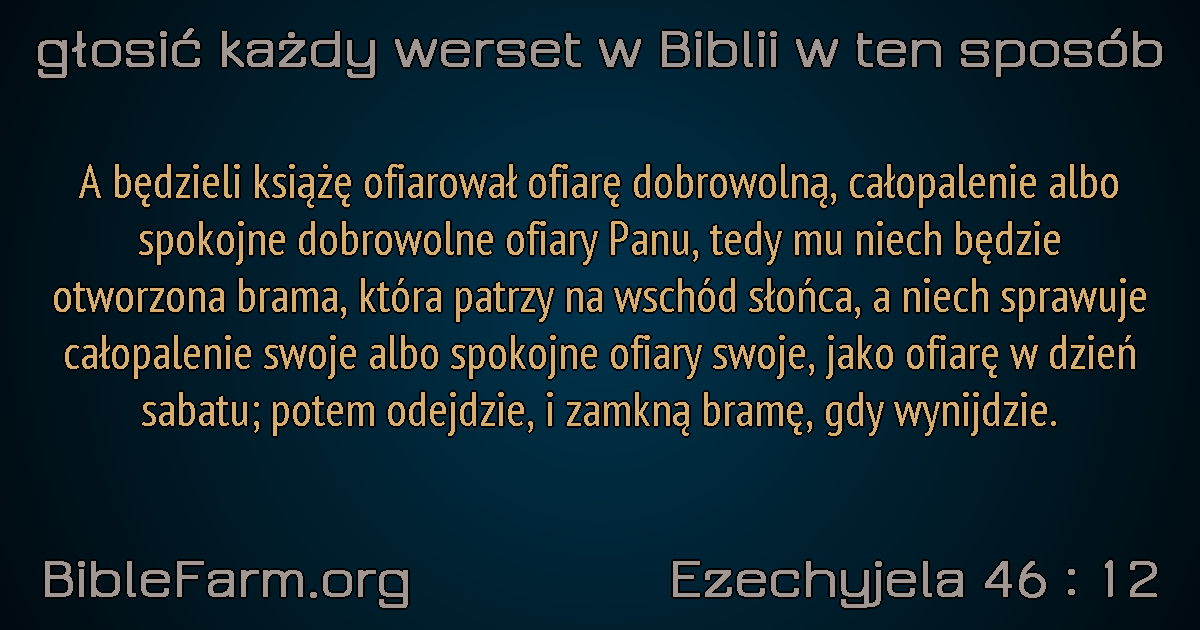 głosić każdy werset w Biblii w ten sposób
A będzieli książę ofiarował ofiarę dobrowolną, całopalenie albo
spokojne dobrowolne ofiary Panu, tedy mu niech będzie
otworzona brama, która patrzy na wschód słońca, a niech sprawuje
całopalenie swoje albo spokojne ofiary swoje, jako ofiarę w dzień
sabatu; potem odejdzie, i zamkną bramę, gdy wynijdzie.
BibleFarm.org
Ezechyjela 46 : 12